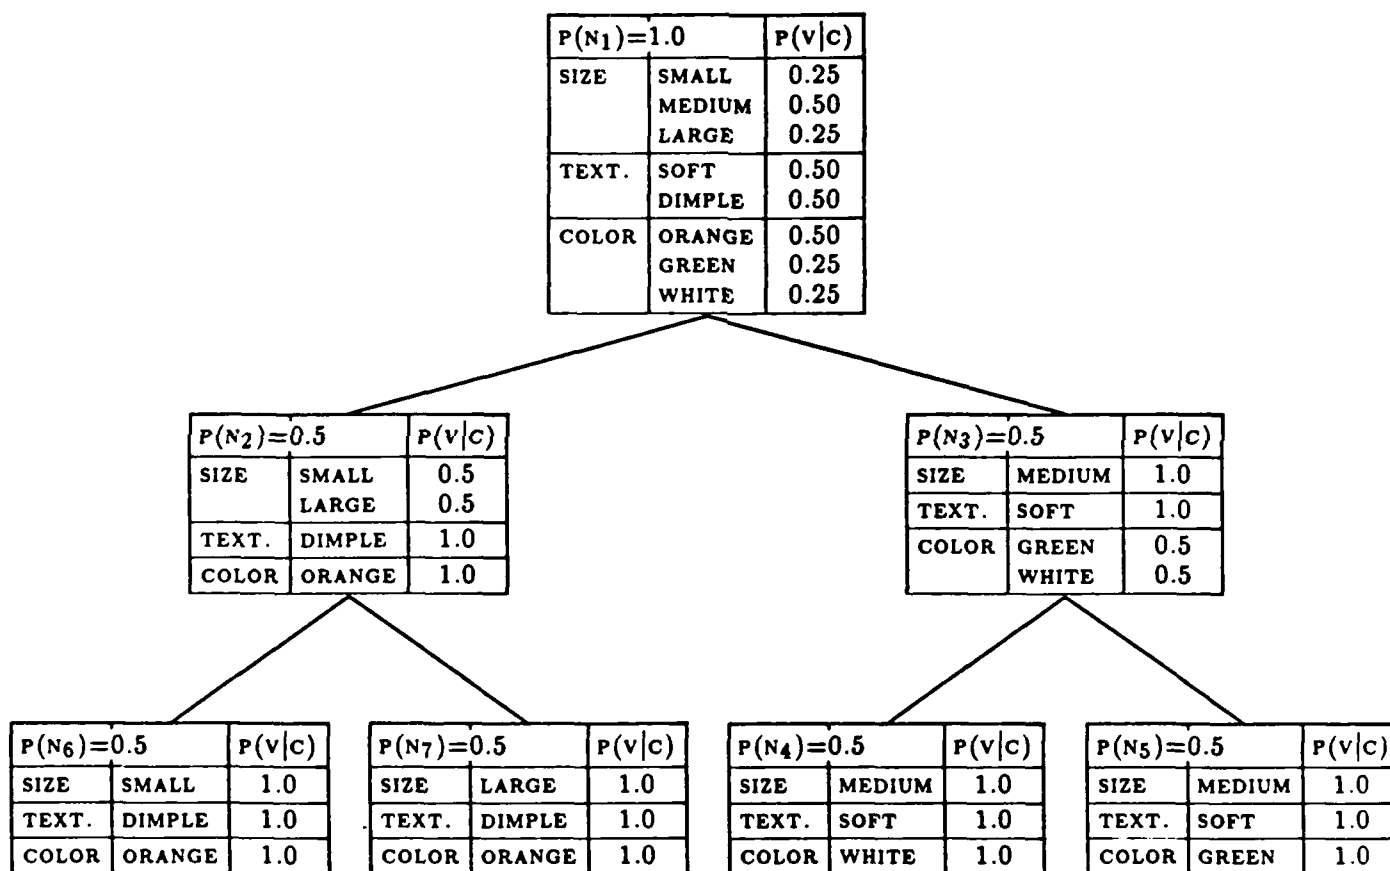 P(N1)=1.0 P(V|C)
SIZE SMALL 0.25
MEDIUM 0.50
LARGE 0.25
TEXT. SOFT 0.50
DIMPLE 0.50
COLOR ORANGE 0.50
GREEN 0.25
WHITE 0.25
P(N2)=0.5 P(V|C)
SIZE SMALL 0.5
LARGE 0.5
TEXT. DIMPLE 1.0
COLOR ORANGE 1.0
P(N3)=0.5 P(V|C)
SIZE MEDIUM 1.0
TEXT. SOFT 1.0
COLOR GREEN 0.5
WHITE 0.5
P(N6)=0.5 P(V|C)
SIZE SMALL 1.0
TEXT. DIMPLE 1.0
COLOR ORANGE 1.0
P(N7)=0.5 P(V|C)
SIZE LARGE 1.0
TEXT. DIMPLE 1.0
COLOR ORANGE 1.0
P(N4)=0.5 P(V|C)
SIZE MEDIUM 1.0
TEXT. SOFT 1.0
COLOR WHITE 1.0
P(N5)=0.5 P(V|C)
SIZE MEDIUM 1.0
TEXT. SOFT 1.0
COLOR GREEN 1.0